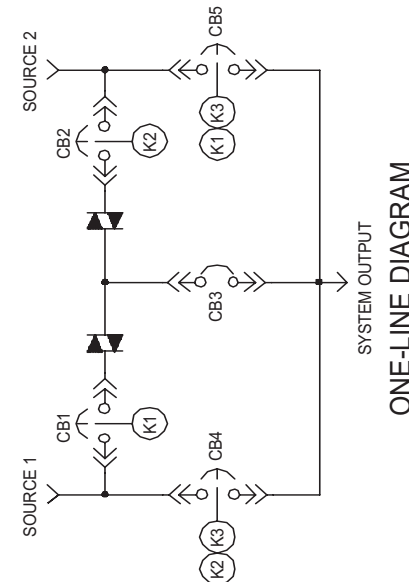 SOURCE 1
SOURCE 2
CB1
K1
CB2
K2
CB3
CB4
K2
K3
CB5
K1
K3
SYSTEM OUTPUT
ONE-LINE DIAGRAM